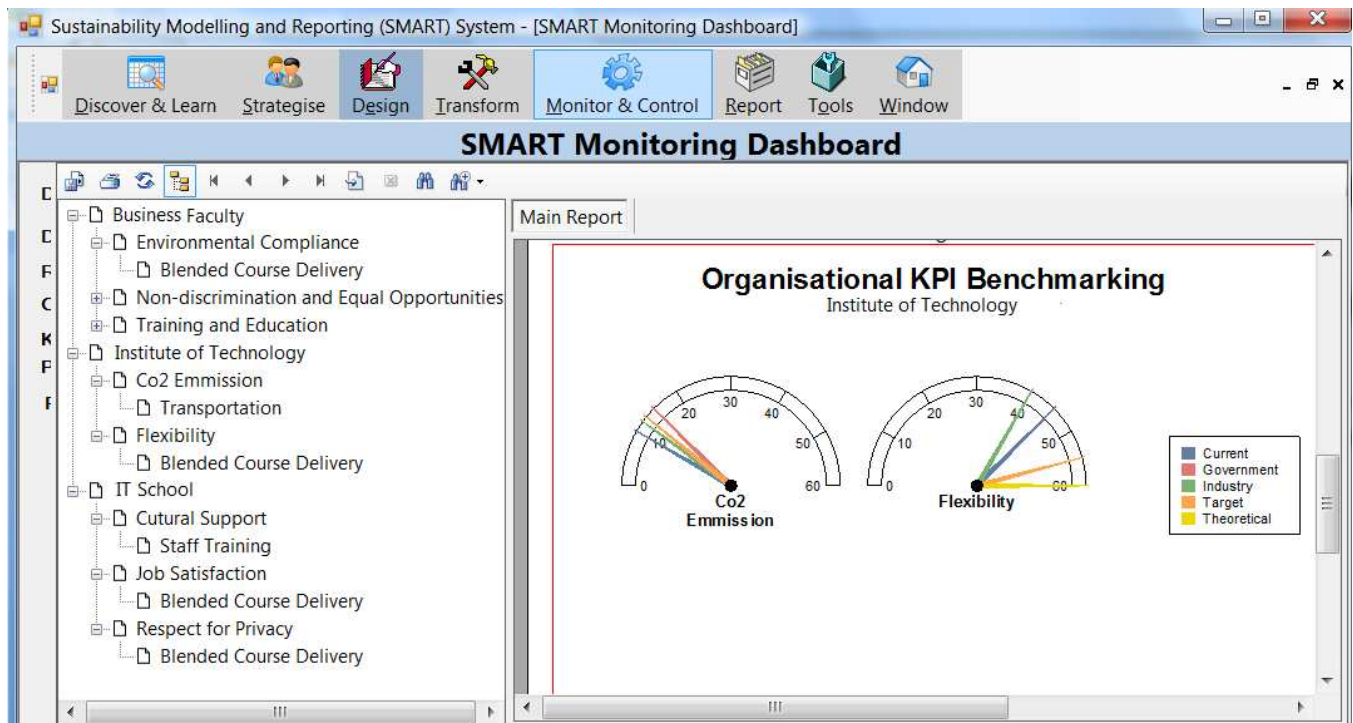 Sustainability Modelling and Reporting (SMART) System - [SMART Monitoring Dashboard]
Discover & Learn Strategise Design Transform Monitor & Control Report Tools Window
SMART Monitoring Dashboard
Business Faculty
Environmental Compliance
Blended Course Delivery
Non-discrimination and Equal Opportunities
Training and Education
Institute of Technology
Co2 Emmission
Transportation
Flexibility
Blended Course Delivery
IT School
Cutural Support
Staff Training
Job Satisfaction
Blended Course Delivery
Respect for Privacy
Blended Course Delivery
Main Report
Organisational KPI Benchmarking
Institute of Technology
0 10 20 30 40 50 60
Co2
Emmission
0 10 20 30 40 50 60
Flexibility
Current
Government
Industry
Target
Theoretical